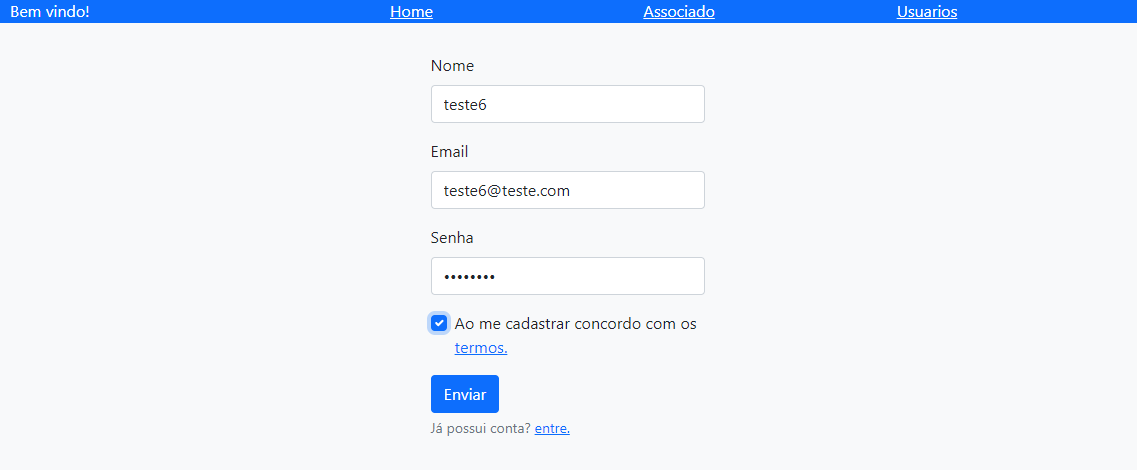 Bem vindo! Home Associado Usuarios
Nome
teste6
Email
teste6@teste.com
Senha
••••••••
Ao me cadastrar concordo com os
termos.
Enviar
Já possui conta? entre.